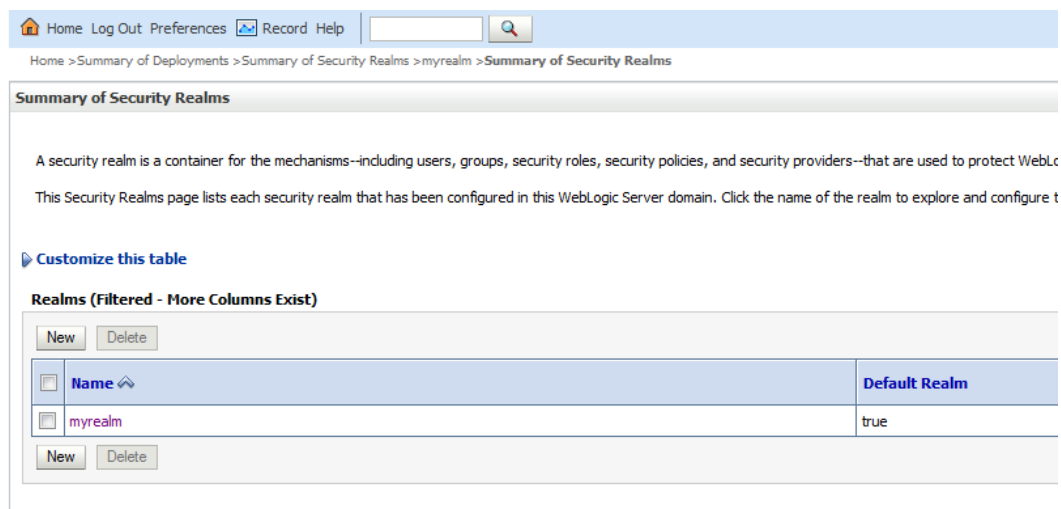 Home Log Out Preferences Record Help
Home >Summary of Deployments >Summary of Security Realms >myrealm >Summary of Security Realms
Summary of Security Realms
A security realm is a container for the mechanisms--including users, groups, security roles, security policies, and security providers--that are used to protect
This Security Realms page lists each security realm that has been configured in this WebLogic Server domain. Click the name of the realm to explore and configure
Customize this table
Realms (Filtered - More Columns Exist)
New Delete
Name Default Realm
myrealm true
New Delete